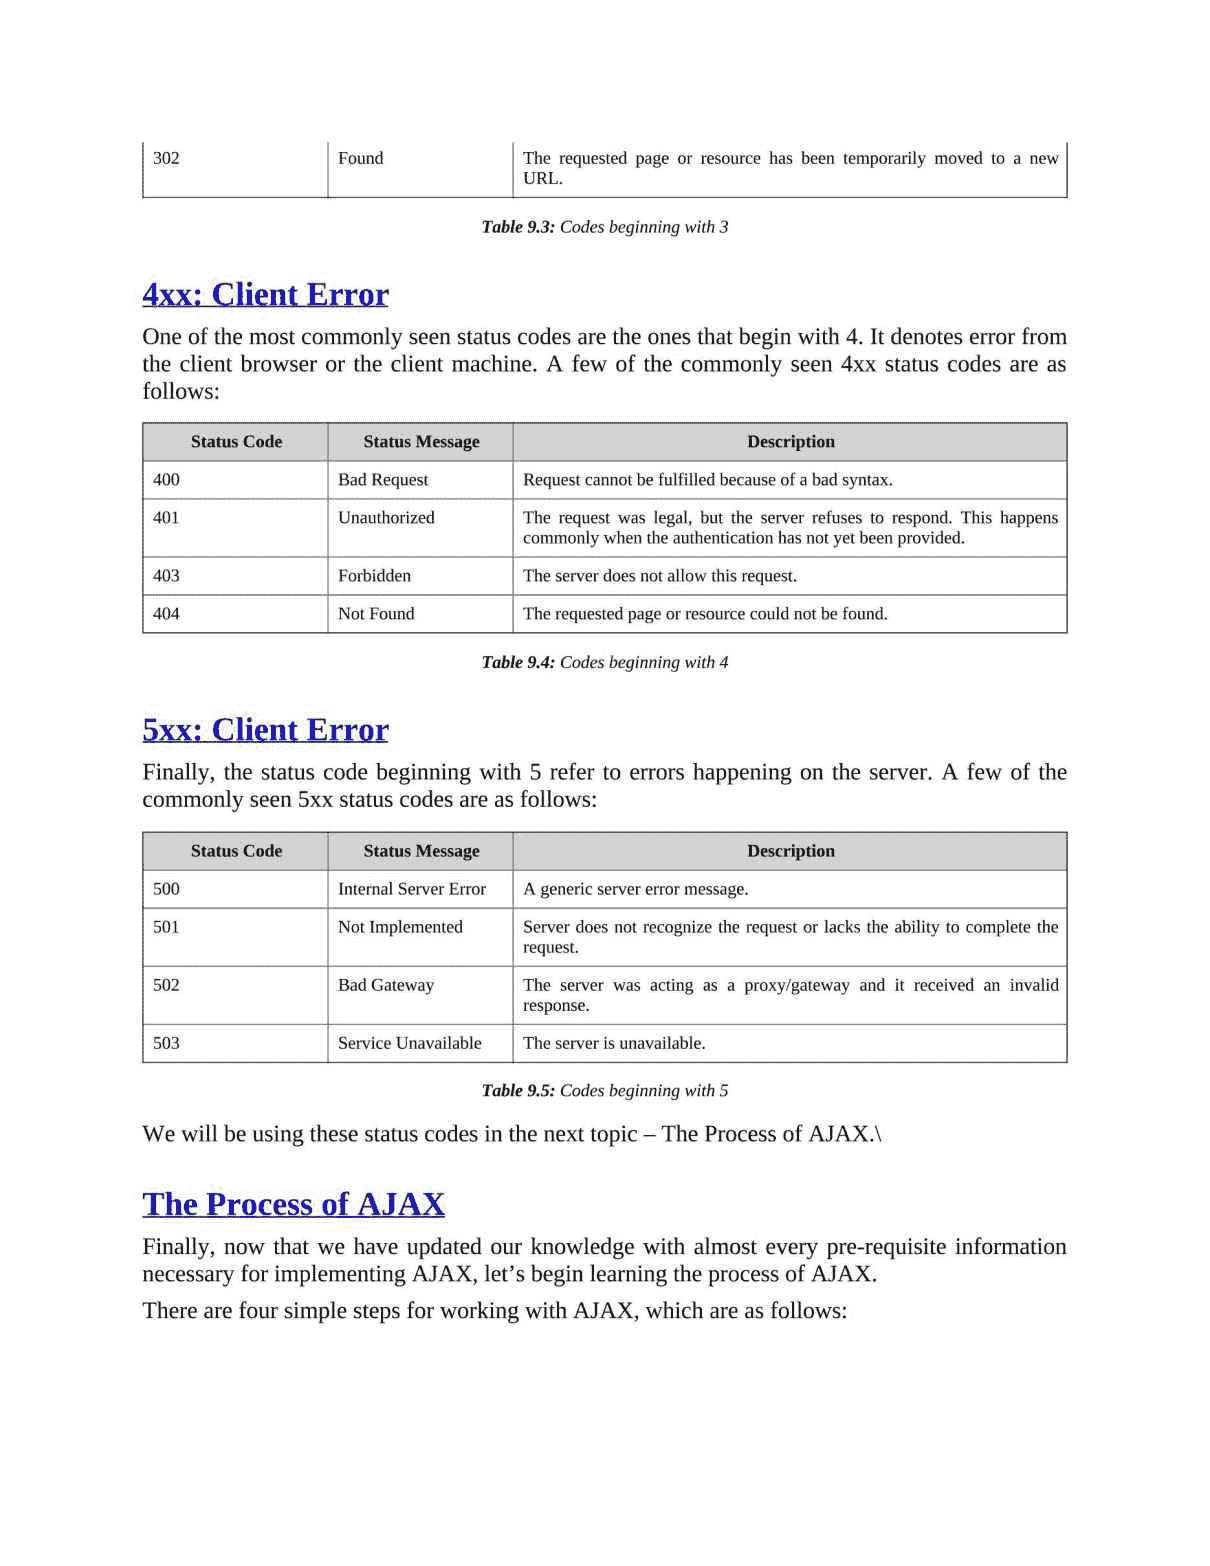 302 Found The requested page or resource has been temporarily moved to a new
URL.
Table 9.3: Codes beginning with 3
4xx: Client Error
One of the most commonly seen status codes are the ones that begin with 4. It denotes error from
the client browser or the client machine. A few of the commonly seen 4xx status codes are as
follows:
Status Code Status Message Description
400 Bad Request Request cannot be fulfilled because of a bad syntax.
401 Unauthorized The request was legal, but the server refuses to respond. This happens
commonly when the authentication has not yet been provided.
403 Forbidden The server does not allow this request.
404 Not Found The requested page or resource could not be found.
Table 9.4: Codes beginning with 4
5xx: Client Error
Finally, the status code beginning with 5 refer to errors happening on the server. A few of the
commonly seen 5xx status codes are as follows:
Status Code Status Message Description
500 Internal Server Error A generic server error message.
501 Not Implemented Server does not recognize the request or lacks the ability to complete the
request.
502 Bad Gateway The server was acting as a proxy/gateway and it received an invalid
response.
503 Service Unavailable The server is unavailable.
Table 9.5: Codes beginning with 5
We will be using these status codes in the next topic – The Process of AJAX.\
The Process of AJAX
Finally, now that we have updated our knowledge with almost every pre-requisite information
necessary for implementing AJAX, let’s begin learning the process of AJAX.
There are four simple steps for working with AJAX, which are as follows: